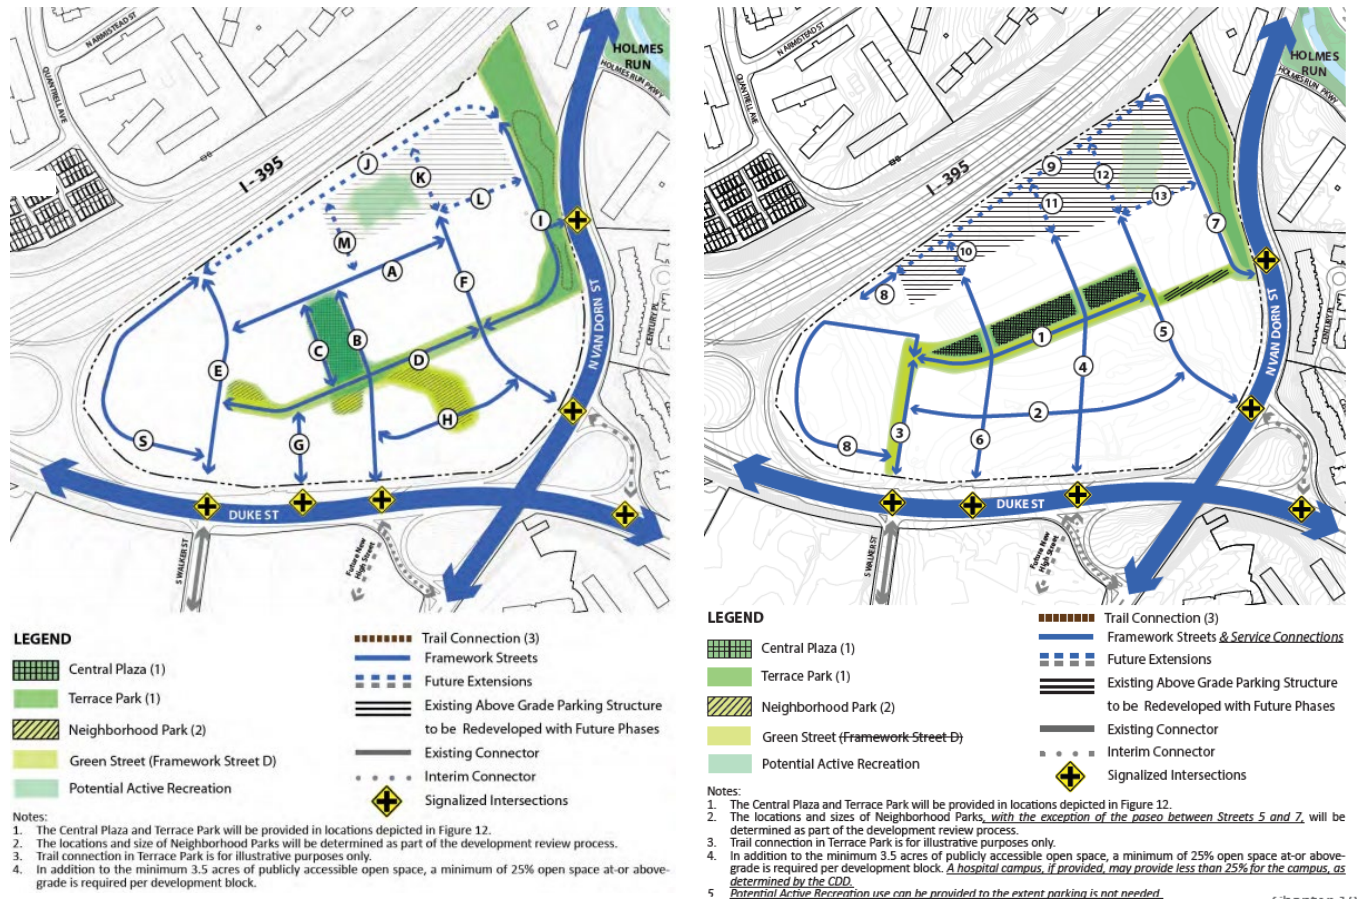 N ARMISTEAD ST
QUANTRELL AVE
I-395
HOLMES
RUN
HOLMES RUN PKWY
J
K
L
I
M
A
F
B
C
D
E
H
S
G
N VAN DORN ST
CENTURY PL
DUKE ST
S WALKER ST
Future New
High Street
LEGEND
Central Plaza (1)
Terrace Park (1)
Neighborhood Park (2)
Green Street (Framework Street D)
Potential Active Recreation
Trail Connection (3)
Framework Streets
Future Extensions
Existing Above Grade Parking Structure
to be Redeveloped with Future Phases
Existing Connector
Interim Connector
Signalized Intersections
Notes:
1. The Central Plaza and Terrace Park will be provided in locations depicted in Figure 12.
2. The locations and size of Neighborhood Parks will be determined as part of the development review process.
3. Trail connection in Terrace Park is for illustrative purposes only.
4. In addition to the minimum 3.5 acres of publicly accessible open space, a minimum of 25% open space at-or above-
grade is required per development block.
N ARMISTEAD ST
QUANTRELL AVE
I-395
HOLMES
RUN
HOLMES RUN PKWY
9
12
11
13
7
10
8
1
5
4
2
3
6
8
N VAN DORN ST
CENTURY PL
DUKE ST
S WALKER ST
Future New
High Street
LEGEND
Central Plaza (1)
Terrace Park (1)
Neighborhood Park (2)
Green Street (Framework Street D)
Potential Active Recreation
Trail Connection (3)
Framework Streets & Service Connections
Future Extensions
Existing Above Grade Parking Structure
to be Redeveloped with Future Phases
Existing Connector
Interim Connector
Signalized Intersections
Notes:
1. The Central Plaza and Terrace Park will be provided in locations depicted in Figure 12.
2. The locations and sizes of Neighborhood Parks, with the exception of the paseo between Streets 5 and 7, will be
determined as part of the development review process.
3. Trail connection in Terrace Park is for illustrative purposes only.
4. In addition to the minimum 3.5 acres of publicly accessible open space, a minimum of 25% open space at-or above-
grade is required per development block. A hospital campus, if provided, may provide less than 25% for the campus, as
determined by the CDD.
5 Potential Active Recreation use can be provided to the extent parking is not needed.